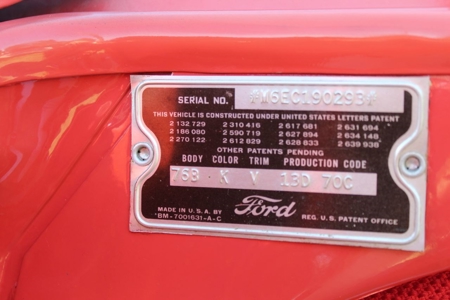 SERIAL NO. *M6EC190293*
THIS VEHICLE IS CONSTRUCTED UNDER UNITED STATES LETTERS PATENT
2 132 729 2 310 416 2 617 681 2 631 694
2 186 080 2 590 719 2 627 894 2 634 148
2 270 122 2 612 829 2 628 833 2 639 938
OTHER PATENTS PENDING
BODY COLOR TRIM PRODUCTION CODE
76B - K V 13D 70C
MADE IN U.S.A. BY Ford REG. U.S. PATENT OFFICE
*BM-7001631-A-C